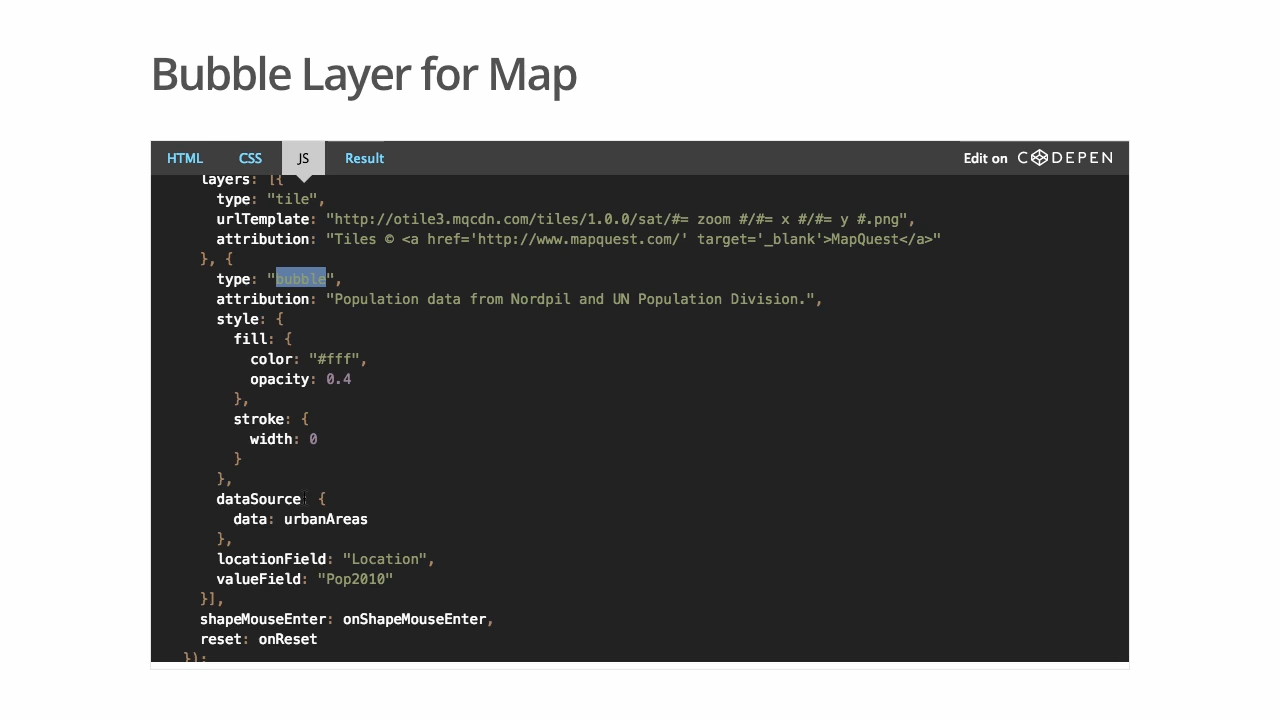 Bubble Layer for Map
HTML CSS JS Result Edit on CODEPEN
layers: [{
type: "tile",
urlTemplate: "http://otile3.mqcdn.com/tiles/1.0.0/sat/#= zoom #/#= x #/#= y #.png",
attribution: "Tiles © <a href='http://www.mapquest.com/' target='_blank'>MapQuest</a>"
}, {
type: "bubble",
attribution: "Population data from Nordpil and UN Population Division.",
style: {
fill: {
color: "#fff",
opacity: 0.4
},
stroke: {
width: 0
}
},
dataSource: {
data: urbanAreas
},
locationField: "Location",
valueField: "Pop2010"
}],
shapeMouseEnter: onShapeMouseEnter,
reset: onReset
});